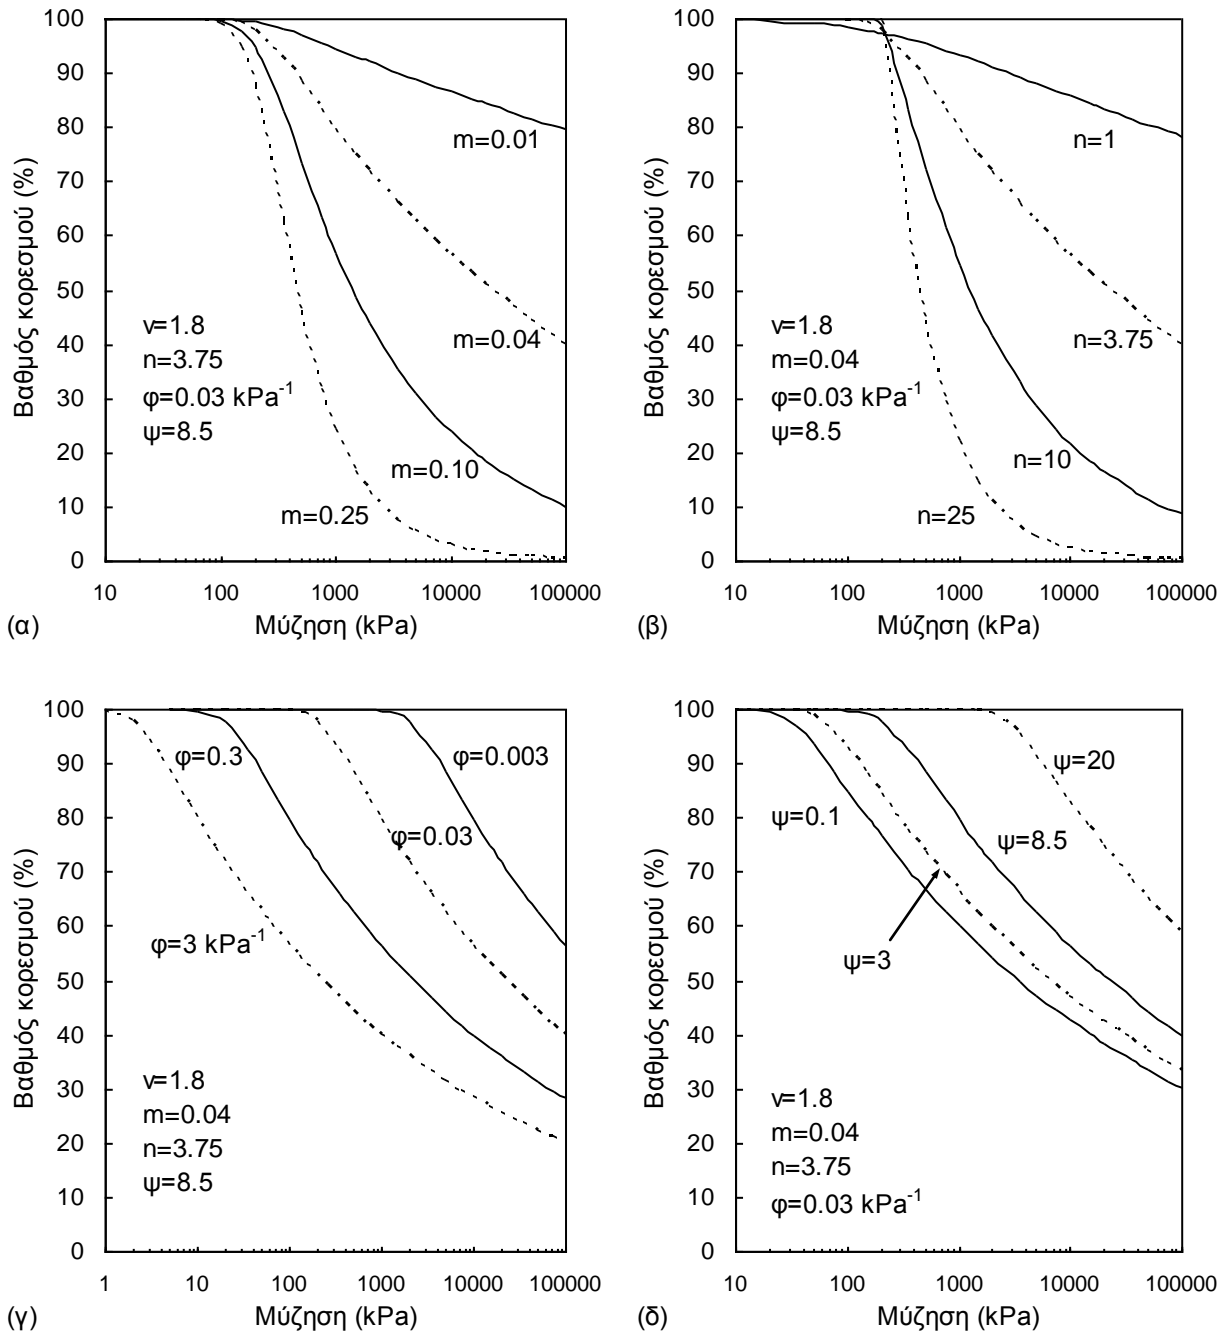 100
90
80
70
60
50
40
30
20
10
0
Βαθμός κορεσμού (%)
m=0.01
m=0.04
m=0.10
m=0.25
v=1.8
n=3.75
φ=0.03 kPa⁻¹
ψ=8.5
10 100 1000 10000 100000
Μύζηση (kPa)
(α)
100
90
80
70
60
50
40
30
20
10
0
Βαθμός κορεσμού (%)
n=1
n=3.75
n=10
n=25
v=1.8
m=0.04
φ=0.03 kPa⁻¹
ψ=8.5
10 100 1000 10000 100000
Μύζηση (kPa)
(β)
100
90
80
70
60
50
40
30
20
10
0
Βαθμός κορεσμού (%)
φ=0.3
φ=0.003
φ=0.03
φ=3 kPa⁻¹
v=1.8
m=0.04
n=3.75
ψ=8.5
1 10 100 1000 10000 100000
Μύζηση (kPa)
(γ)
100
90
80
70
60
50
40
30
20
10
0
Βαθμός κορεσμού (%)
ψ=20
ψ=0.1
ψ=8.5
ψ=3
v=1.8
m=0.04
n=3.75
φ=0.03 kPa⁻¹
10 100 1000 10000 100000
Μύζηση (kPa)
(δ)